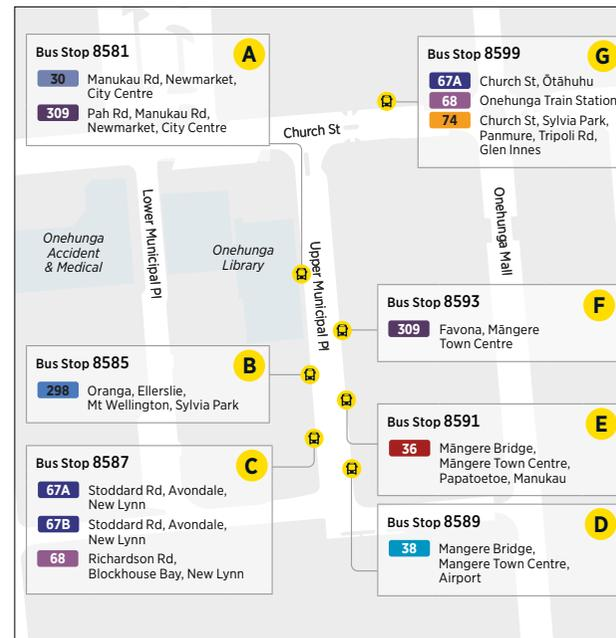 Bus Stop 8581
A
30 Manukau Rd, Newmarket,
City Centre
309 Pah Rd, Manukau Rd,
Newmarket, City Centre
Bus Stop 8599
G
67A Church St, Ōtāhuhu
68 Onehunga Train Station
74 Church St, Sylvia Park,
Panmure, Tripoli Rd,
Glen Innes
Church St
Lower Municipal Pl
Onehunga
Accident
& Medical
Onehunga
Library
Upper Municipal Pl
Onehunga Mall
Bus Stop 8593
F
309 Favona, Māngere
Town Centre
Bus Stop 8585
B
298 Oranga, Ellerslie,
Mt Wellington, Sylvia Park
Bus Stop 8591
E
36 Māngere Bridge,
Māngere Town Centre,
Papatoetoe, Manukau
Bus Stop 8587
C
67A Stoddard Rd, Avondale,
New Lynn
67B Stoddard Rd, Avondale,
New Lynn
68 Richardson Rd,
Blockhouse Bay, New Lynn
Bus Stop 8589
D
38 Mangere Bridge,
Mangere Town Centre,
Airport